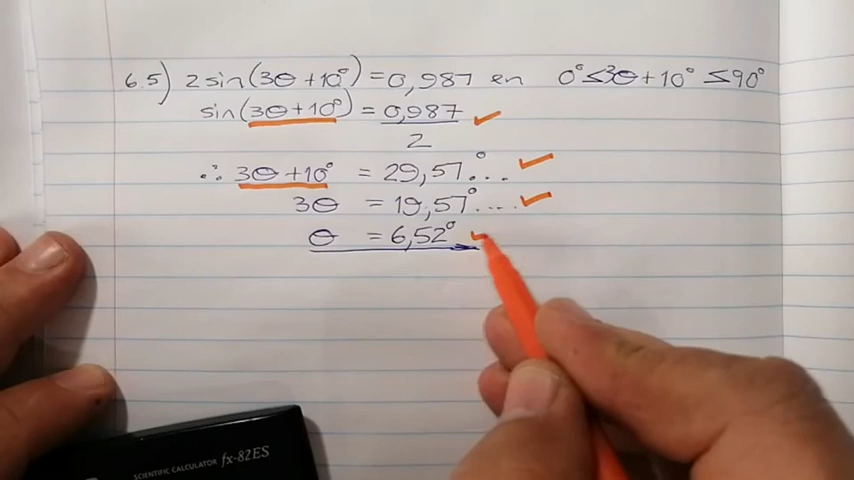 6.5) 2 sin(3θ+10°) = 0,987 en 0° ≤ 3θ+10° ≤ 90°
sin(3θ+10°) = 0,987
2
∴ 3θ+10° = 29,57°...
3θ = 19,57°....
θ = 6,52°
SCIENTIFIC CALCULATOR fx-82ES